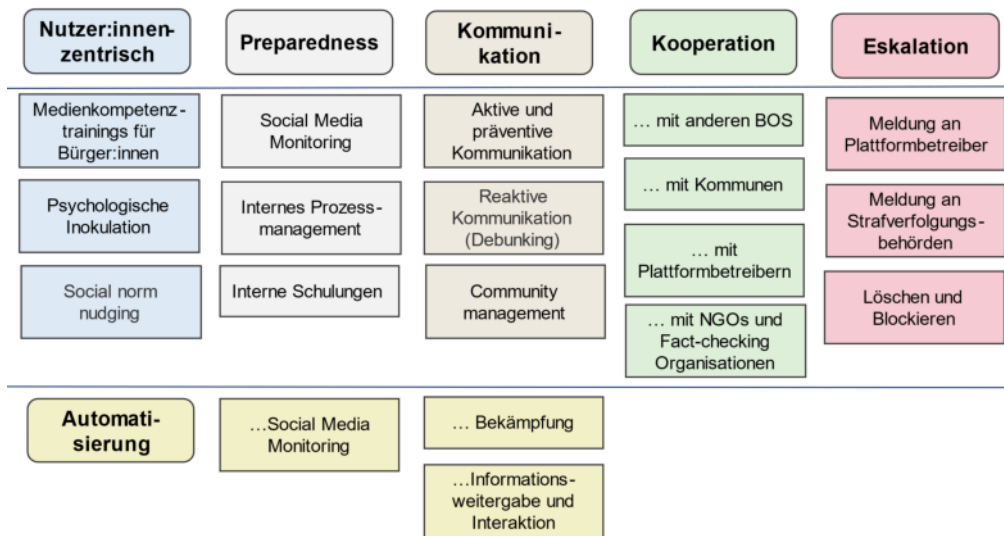 Nutzer:innen-
zentrisch
Preparedness
Kommuni-
kation
Kooperation
Eskalation
Medienkompetenz-
trainings für
Bürger:innen
Psychologische
Inokulation
Social norm
nudging
Social Media
Monitoring
Internes Prozess-
management
Interne Schulungen
Aktive und
präventive
Kommunikation
Reaktive
Kommunikation
(Debunking)
Community
management
... mit anderen BOS
... mit Kommunen
... mit
Plattformbetreibern
... mit NGOs und
Fact-checking
Organisationen
Meldung an
Plattformbetreiber
Meldung an
Strafverfolgungs-
behörden
Löschen und
Blockieren
Automati-
sierung
...Social Media
Monitoring
... Bekämpfung
...Informations-
weitergabe und
Interaktion